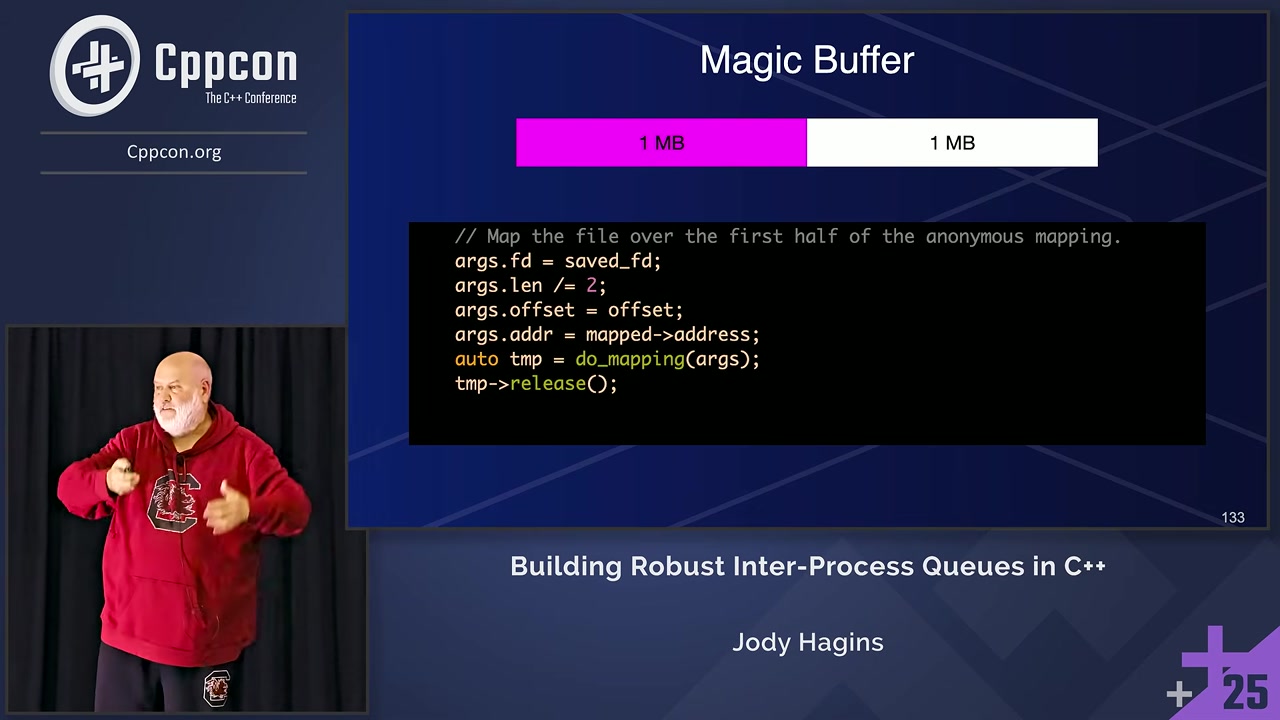 Cppcon
The C++ Conference
Cppcon.org
Magic Buffer
1 MB
1 MB
// Map the file over the first half of the anonymous mapping.
args.fd = saved_fd;
args.len /= 2;
args.offset = offset;
args.addr = mapped->address;
auto tmp = do_mapping(args);
tmp->release();
133
Building Robust Inter-Process Queues in C++
Jody Hagins
+
+ 25